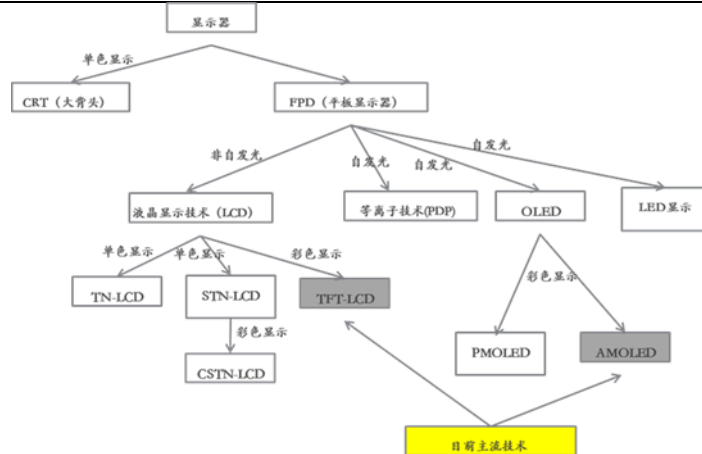 显示器
单色显示
CRT（大背头）
FPD（平板显示器）
非自发光
自发光
自发光
自发光
液晶显示技术（LCD）
等离子技术(PDP)
OLED
LED显示
单色显示
单色显示
彩色显示
彩色显示
TN-LCD
STN-LCD
TFT-LCD
彩色显示
CSTN-LCD
PMOLED
AMOLED
目前主流技术